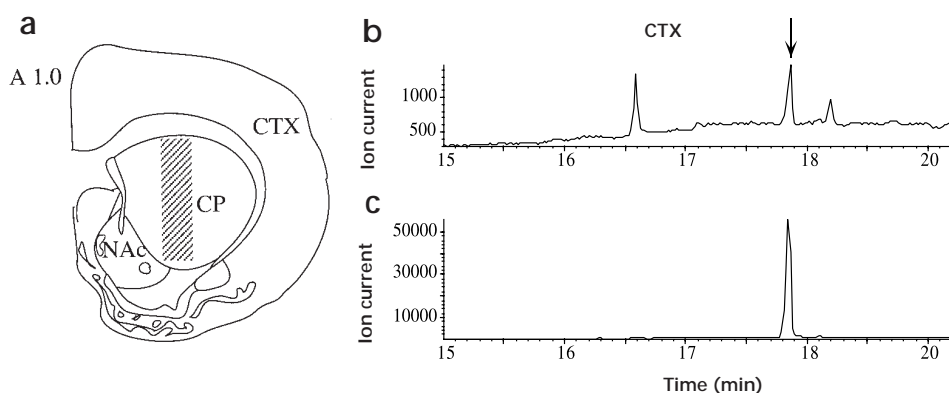 a
A 1.0
CTX
CP
NAc
b
CTX
Ion current
1000
500
15 16 17 18 20
c
Ion current
50000
30000
10000
15 16 17 18 20
Time (min)